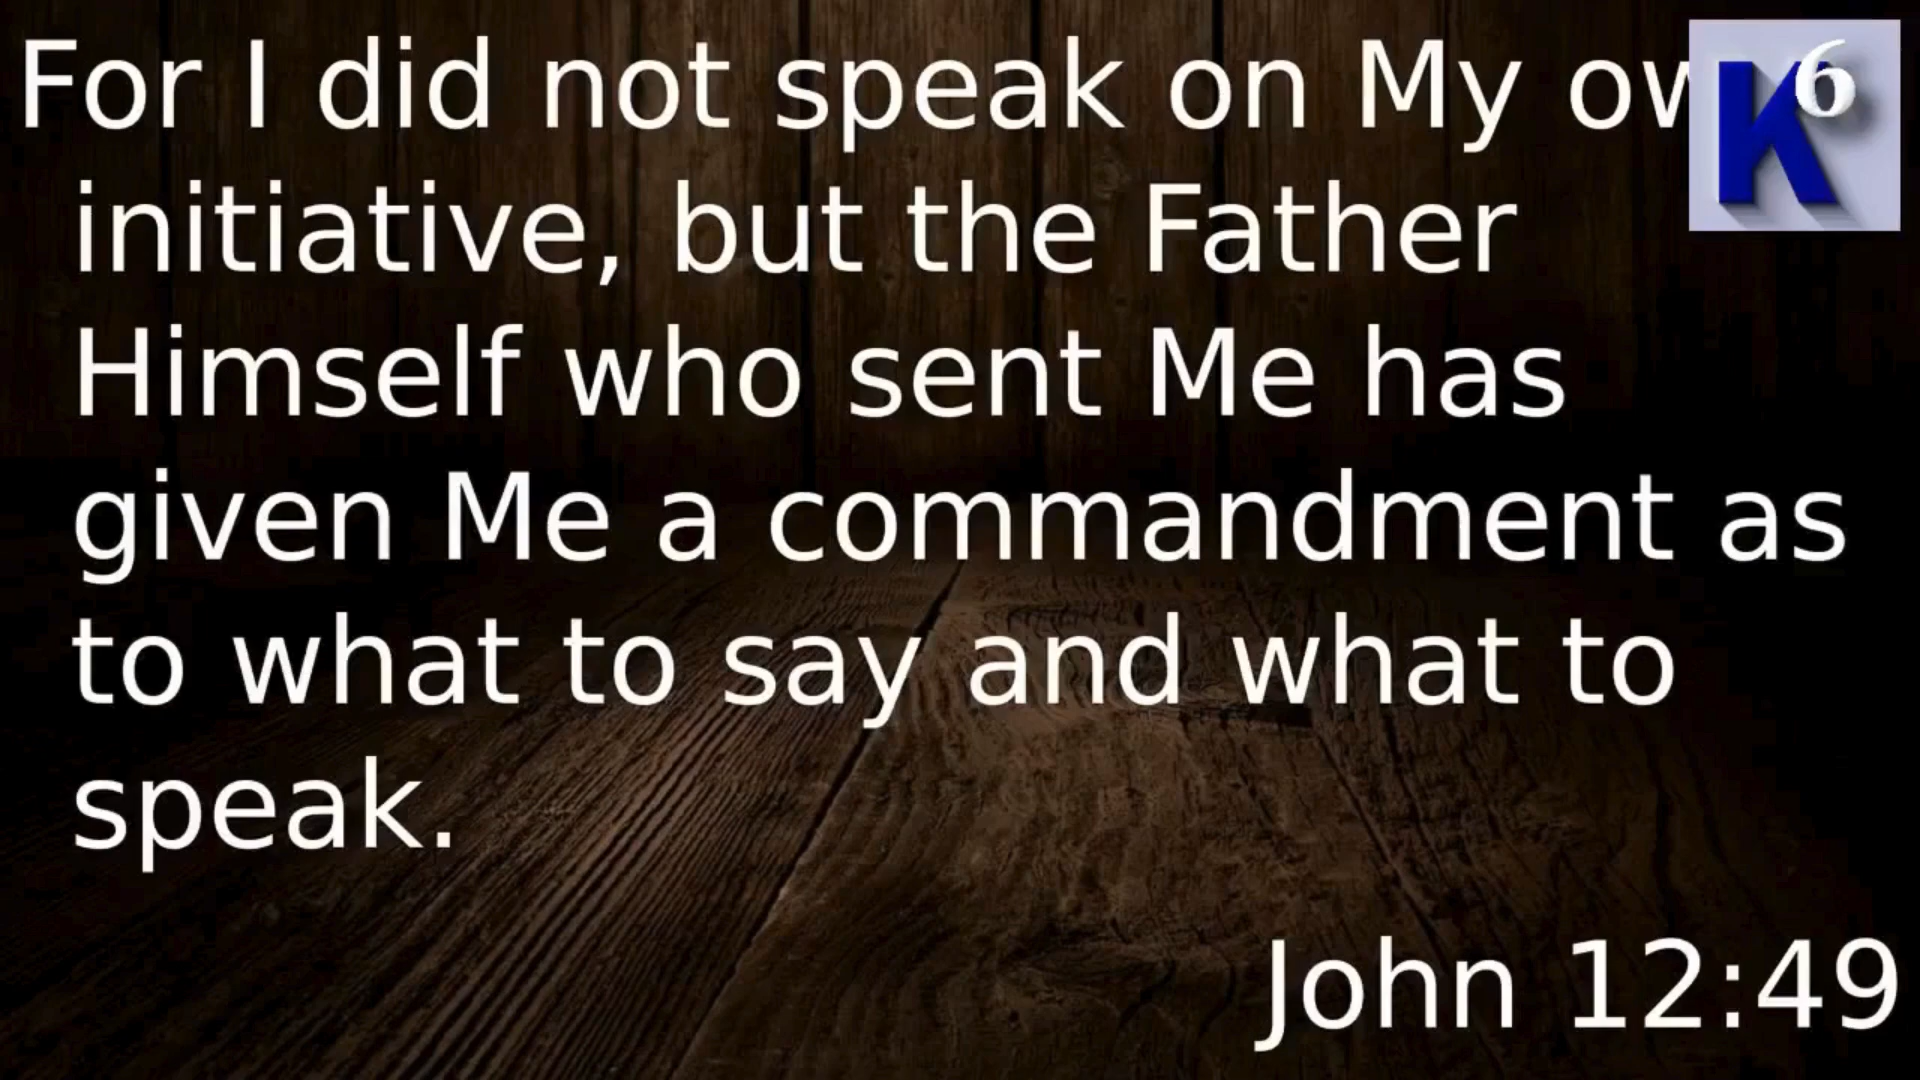 For I did not speak on My
initiative, but the Father
Himself who sent Me has
given Me a commandment as
to what to say and what to
speak.
John 12:49
K6